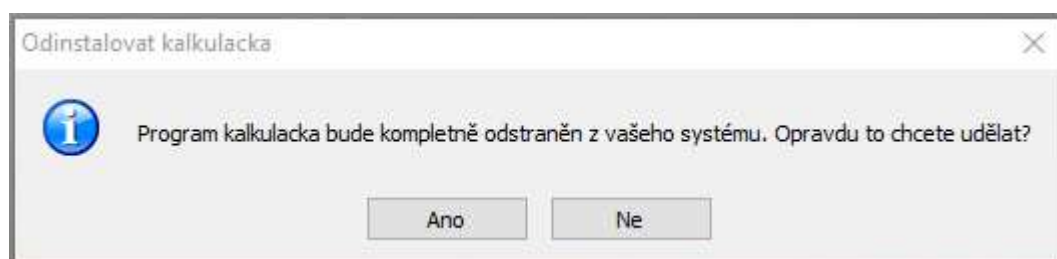 Odinstalovat kalkulacka
Program kalkulacka bude kompletně odstraněn z vašeho systému. Opravdu to chcete udělat?
Ano
Ne